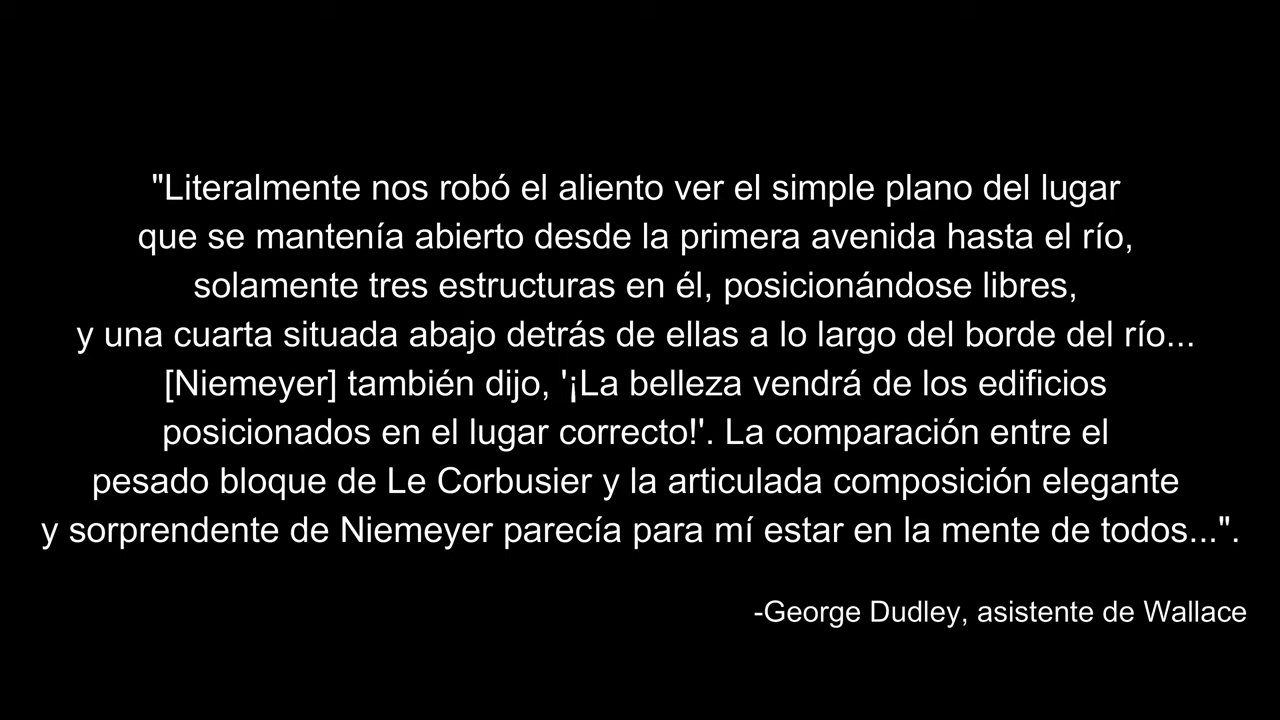 "Literalmente nos robó el aliento ver el simple plano del lugar
que se mantenía abierto desde la primera avenida hasta el río,
solamente tres estructuras en él, posicionándose libres,
y una cuarta situada abajo detrás de ellas a lo largo del borde del río...
[Niemeyer] también dijo, '¡La belleza vendrá de los edificios
posicionados en el lugar correcto!'. La comparación entre el
pesado bloque de Le Corbusier y la articulada composición elegante
y sorprendente de Niemeyer parecía para mí estar en la mente de todos...".
-George Dudley, asistente de Wallace